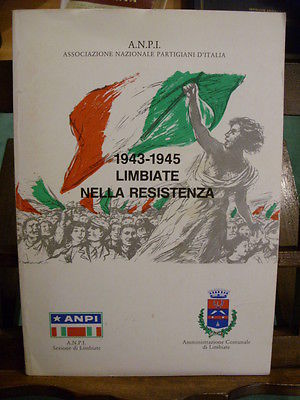 A.N.P.I.
ASSOCIAZIONE NAZIONALE PARTIGIANI D'ITALIA
1943-1945
LIMBIATE
NELLA RESISTENZA
★ ANPI
A.N.P.I.
Sezione di Limbiate
Amministrazione Comunale
di Limbiate